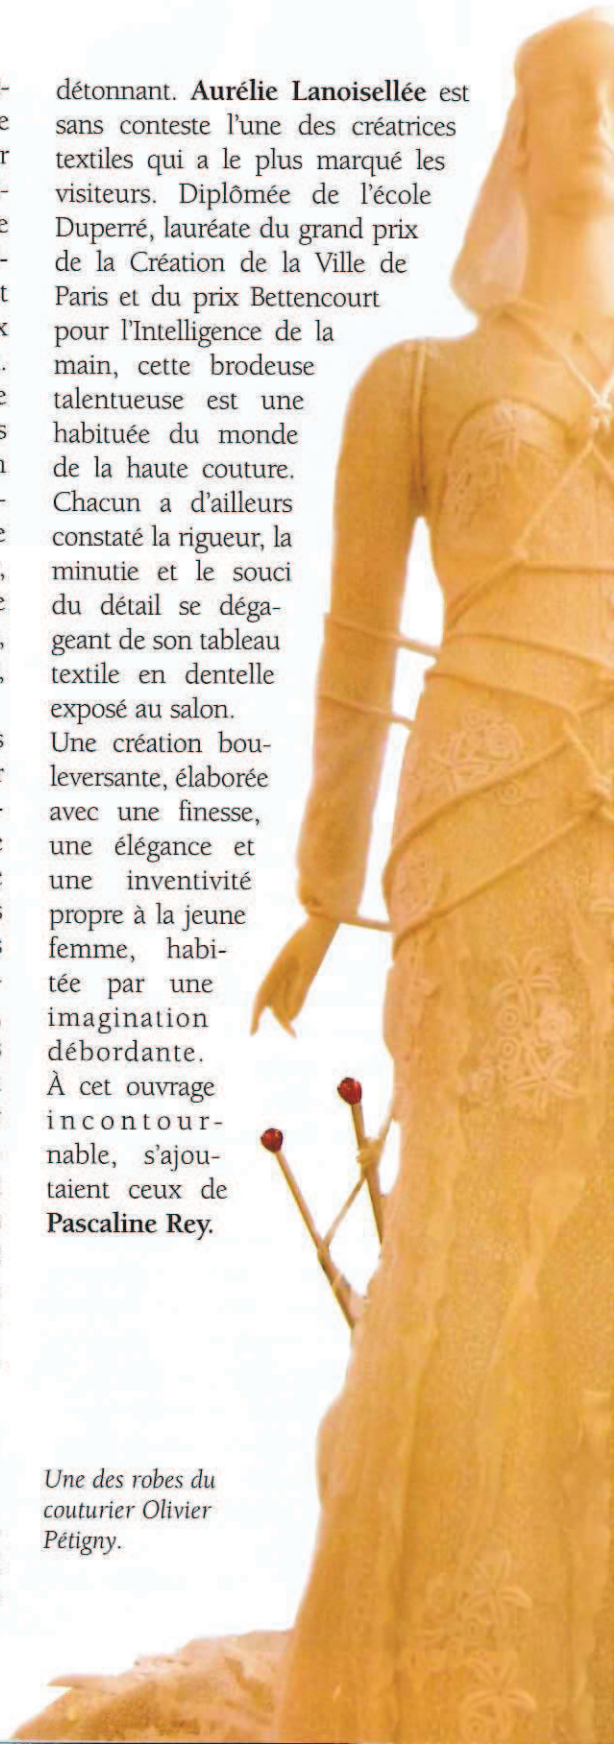 détonnant. Aurélie Lanoisellée est
sans conteste l'une des créatrices
textiles qui a le plus marqué les
visiteurs. Diplômée de l'école
Duperré, lauréate du grand prix
de la Création de la Ville de
Paris et du prix Bettencourt
pour l'Intelligence de la
main, cette brodeuse
talentueuse est une
habituée du monde
de la haute couture.
Chacun a d'ailleurs
constaté la rigueur, la
minutie et le souci
du détail se déga-
geant de son tableau
textile en dentelle
exposé au salon.
Une création bou-
leversante, élaborée
avec une finesse,
une élégance et
une inventivité
propre à la jeune
femme, habi-
tée par une
imagination
débordante.
À cet ouvrage
incontour-
nable, s'ajou-
taient ceux de
Pascaline Rey.
Une des robes du
couturier Olivier
Pétigny.